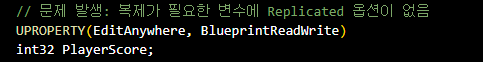 // 문제 발생: 복제가 필요한 변수에 Replicated 옵션이 없음
UPROPERTY(EditAnywhere, BlueprintReadWrite)
int32 PlayerScore;